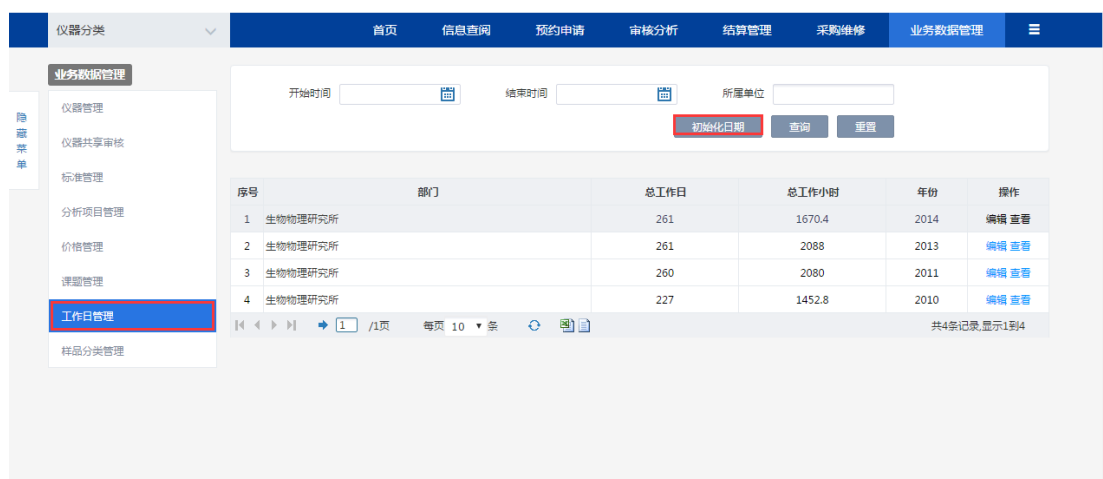 仪器分类 首页 信息查阅 预约申请 审核分析 结算管理 采购维修 业务数据管理
隐藏菜单
业务数据管理
仪器管理
仪器共享审核
标准管理
分析项目管理
价格管理
课题管理
工作日管理
样品分类管理
开始时间 结束时间 所属单位
初始化日期 查询 重置
序号 部门 总工作日 总工作小时 年份 操作
1 生物物理研究所 261 1670.4 2014 编辑 查看
2 生物物理研究所 261 2088 2013 编辑 查看
3 生物物理研究所 260 2080 2011 编辑 查看
4 生物物理研究所 227 1452.8 2010 编辑 查看
1 /1页 每页 10 条 共4条记录,显示1到4